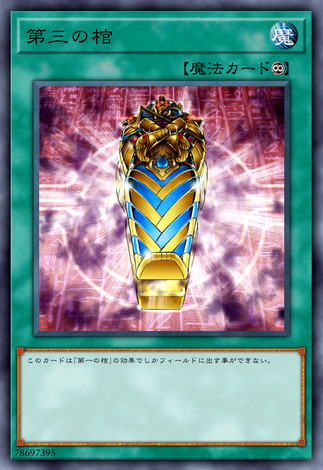 第三の棺
魔
【魔法カード】
このカードは「第一の棺」の効果でしかフィールドに出す事ができない。
78697395